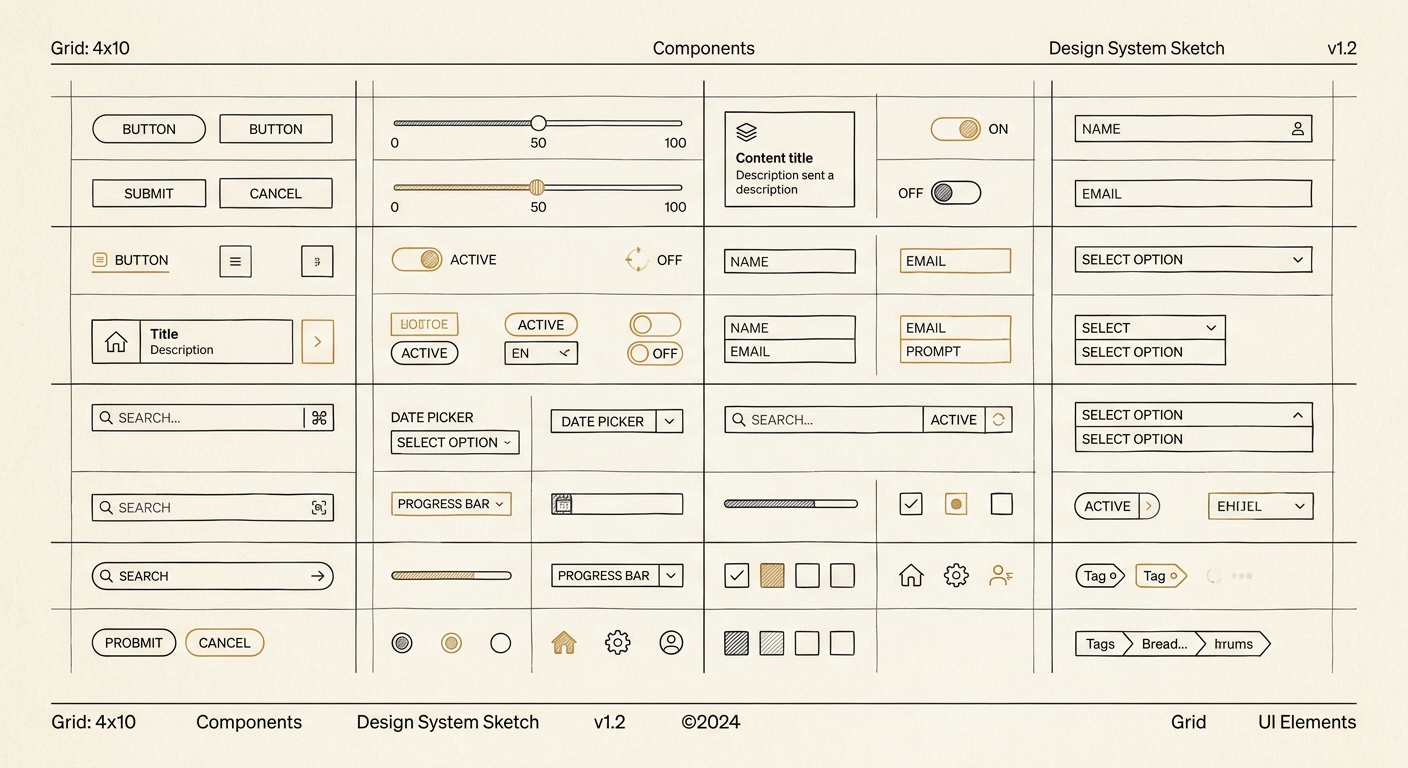 Grid: 4x10
Components
Design System Sketch
v1.2
BUTTON
BUTTON
SUBMIT
CANCEL
BUTTON
Title
Description
SEARCH...
SEARCH
SEARCH
PROBMIT
CANCEL
0 50 100
0 50 100
ACTIVE
OFF
ACTIVE
ACTIVE
EN
OFF
DATE PICKER
SELECT OPTION
DATE PICKER
PROGRESS BAR
PROGRESS BAR
Content title
Description sent a
description
ON
OFF
NAME
EMAIL
NAME
EMAIL
EMAIL
PROMPT
SEARCH...
ACTIVE
NAME
EMAIL
SELECT OPTION
SELECT
SELECT OPTION
SELECT OPTION
SELECT OPTION
ACTIVE
Tag
Tag
Tags
Bread...
Grid: 4x10
Components
Design System Sketch
v1.2
©2024
Grid
UI Elements